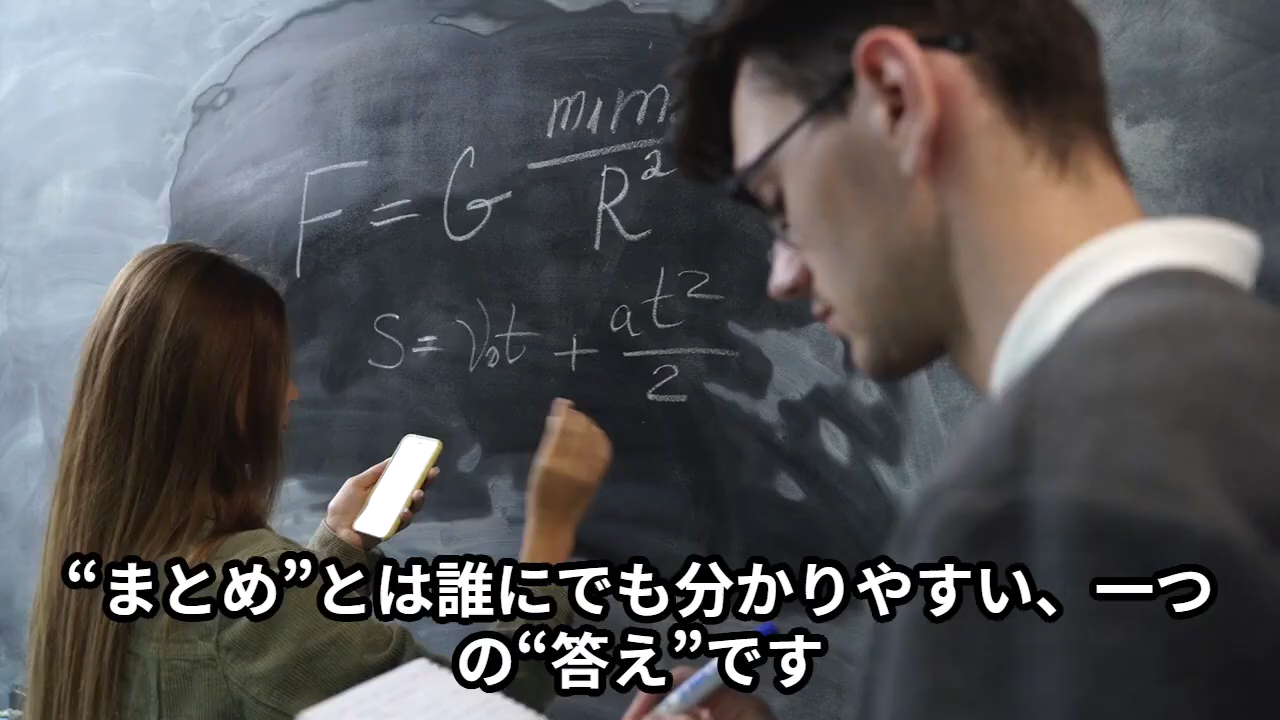 F = G m₁m
R²
S = V₀t + at²
2
“まとめ”とは誰にでも分かりやすい、一つ
の“答え”です